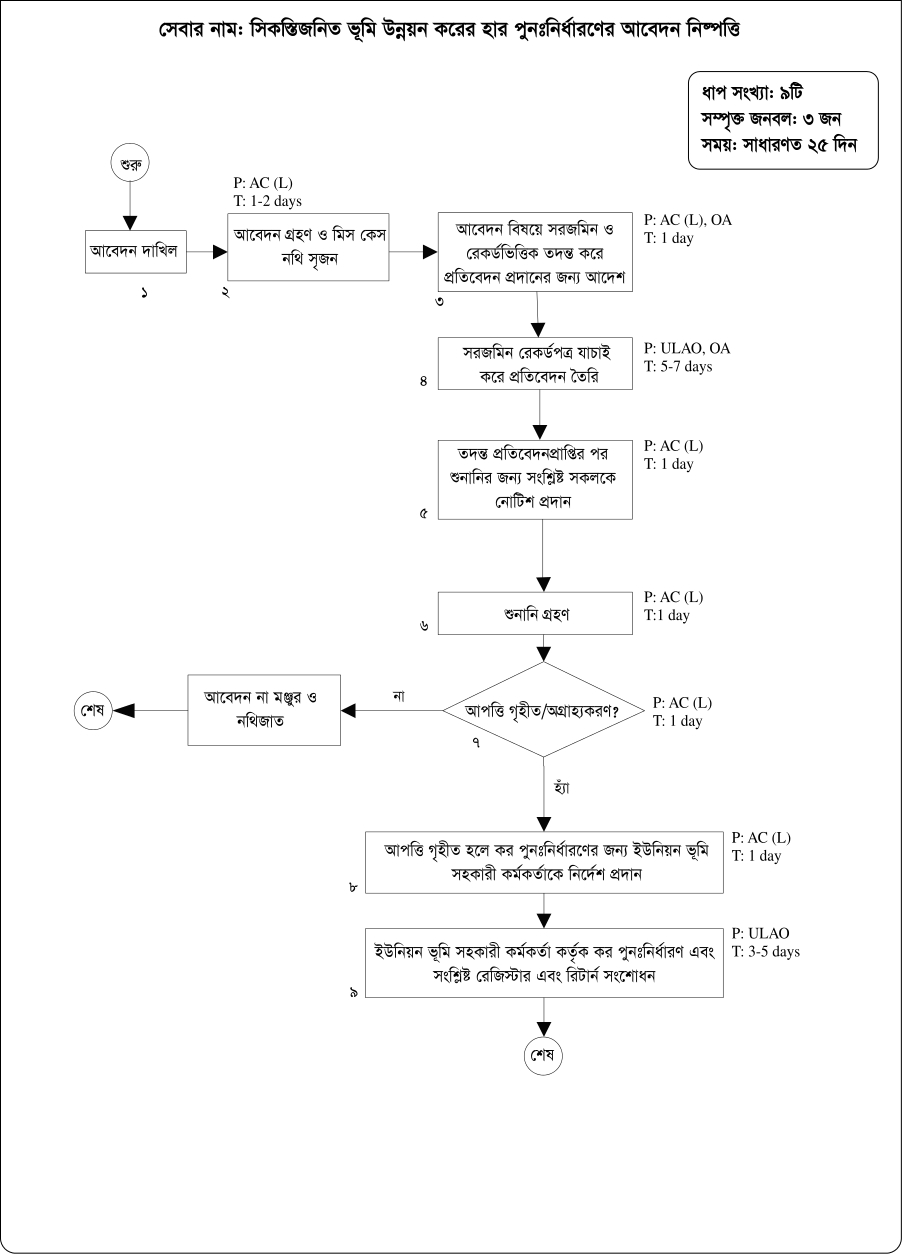 সেবার নাম: সিকস্তিজনিত ভূমি উন্নয়ন করের হার পুনঃনির্ধারণের আবেদন নিষ্পত্তি
ধাপ সংখ্যা: ৯টি
সম্পৃক্ত জনবল: ৩ জন
সময়: সাধারণত ২৫ দিন
শুরু
আবেদন দাখিল
১
P: AC (L)
T: 1-2 days
আবেদন গ্রহণ ও মিস কেস
নথি সৃজন
২
আবেদন বিষয়ে সরজমিন ও
রেকর্ডভিত্তিক তদন্ত করে
প্রতিবেদন প্রদানের জন্য আদেশ
৩
P: AC (L), OA
T: 1 day
সরজমিন রেকর্ডপত্র যাচাই
করে প্রতিবেদন তৈরি
৪
P: ULAO, OA
T: 5-7 days
তদন্ত প্রতিবেদনপ্রাপ্তির পর
শুনানির জন্য সংশ্লিষ্ট সকলকে
নোটিশ প্রদান
৫
P: AC (L)
T: 1 day
শুনানি গ্রহণ
৬
P: AC (L)
T:1 day
আপত্তি গৃহীত/অগ্রাহ্যকরণ?
৭
P: AC (L)
T: 1 day
না
আবেদন না মঞ্জুর ও
নথিজাত
শেষ
হ্যাঁ
আপত্তি গৃহীত হলে কর পুনঃনির্ধারণের জন্য ইউনিয়ন ভূমি
সহকারী কর্মকর্তাকে নির্দেশ প্রদান
৮
P: AC (L)
T: 1 day
ইউনিয়ন ভূমি সহকারী কর্মকর্তা কর্তৃক কর পুনঃনির্ধারণ এবং
সংশ্লিষ্ট রেজিস্টার এবং রিটার্ন সংশোধন
৯
P: ULAO
T: 3-5 days
শেষ